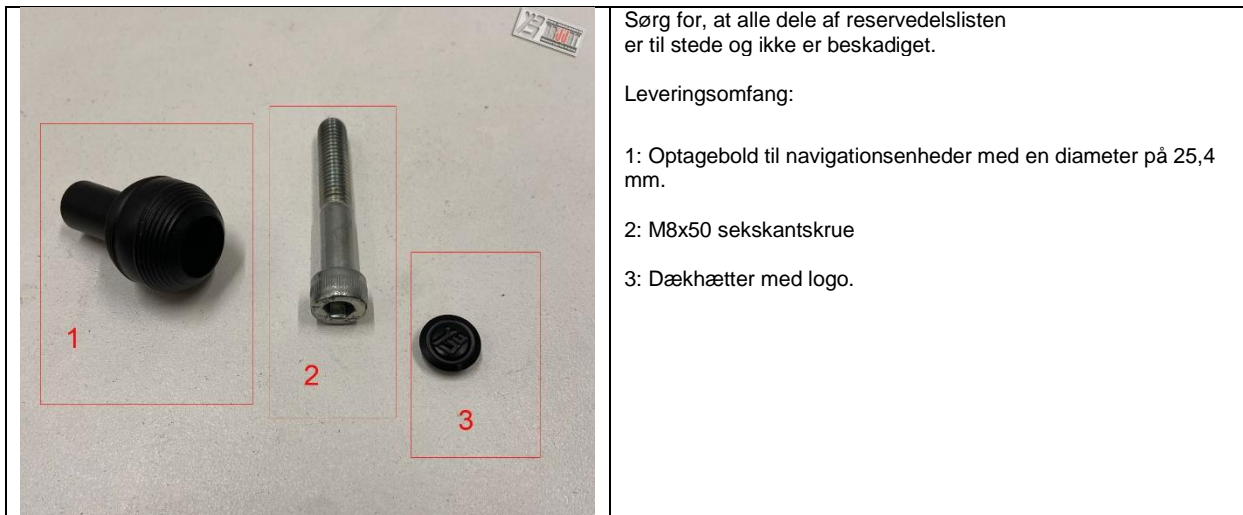 Sørg for, at alle dele af reservedelslisten
er til stede og ikke er beskadiget.
Leveringsomfang:
1: Optagebold til navigationsenheder med en diameter på 25,4
mm.
2: M8x50 sekskantskrue
3: Dækhætter med logo.
1
2
3